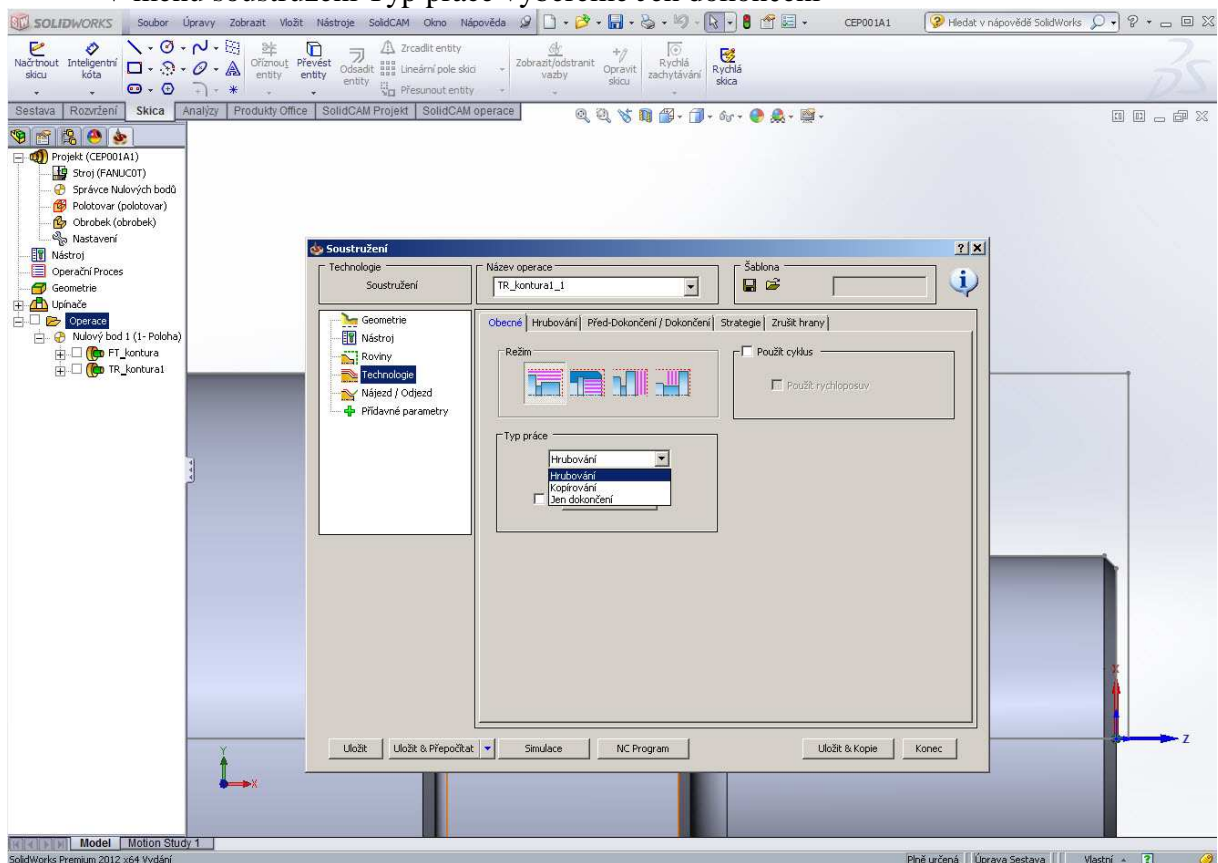 V menu soustružení Typ práce vybereme Jen dokončení
SOLIDWORKS Soubor Úpravy Zobrazit Vložit Nástroje SolidCAM Okno Nápověda CEP001A1 Hledat v nápovědě SolidWorks
Načrtnout skicu
Inteligentní kóta
Oříznout entity
Převést entity
Odsadit entity
Zrcadlit entity
Lineární pole skici
Přesunout entity
Zobrazit/odstranit vazby
Opravit skicu
Rychlá zachytávání
Rychlá skica
Sestava Rozvržení Skica Analýzy Produkty Office SolidCAM Projekt SolidCAM operace
Projekt (CEP001A1)
Stroj (FANUC0T)
Správce Nulových bodů
Polotovar (polotovar)
Obrobek (obrobek)
Nastavení
Nástroj
Operační Proces
Geometrie
Upínače
Operace
Nulový bod 1 (1- Poloha)
FT_kontura
TR_kontura1
Soustružení
Technologie
Soustružení
Název operace
TR_kontura1_1
Šablona
Geometrie
Nástroj
Roviny
Technologie
Nájezd / Odjezd
Přídavné parametry
Obecné Hrubování Před-Dokončení / Dokončení Strategie Zrušit hrany
Režim
Použít cyklus
Použít rychloposuv
Typ práce
Hrubování
Hrubování
Kopírování
Jen dokončení
Uložit Uložit & Přepočítat Simulace NC Program Uložit & Kopie Konec
X
Z
Y
X
Model Motion Study 1
SolidWorks Premium 2012 x64 Vydání Plně určená Úprava Sestava Vlastní